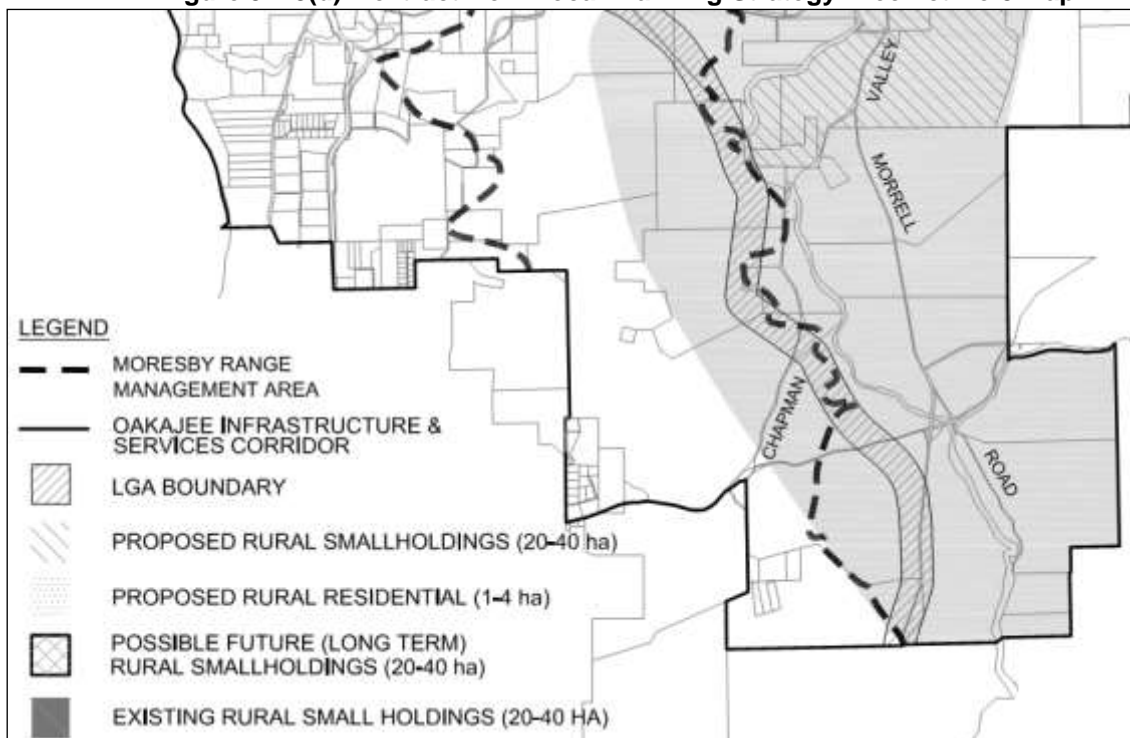 VALLEY
MORRELL
CHAPMAN
ROAD
LEGEND
MORESBY RANGE
MANAGEMENT AREA
OAKAJEE INFRASTRUCTURE &
SERVICES CORRIDOR
LGA BOUNDARY
PROPOSED RURAL SMALLHOLDINGS (20-40 ha)
PROPOSED RURAL RESIDENTIAL (1-4 ha)
POSSIBLE FUTURE (LONG TERM)
RURAL SMALLHOLDINGS (20-40 ha)
EXISTING RURAL SMALL HOLDINGS (20-40 HA)